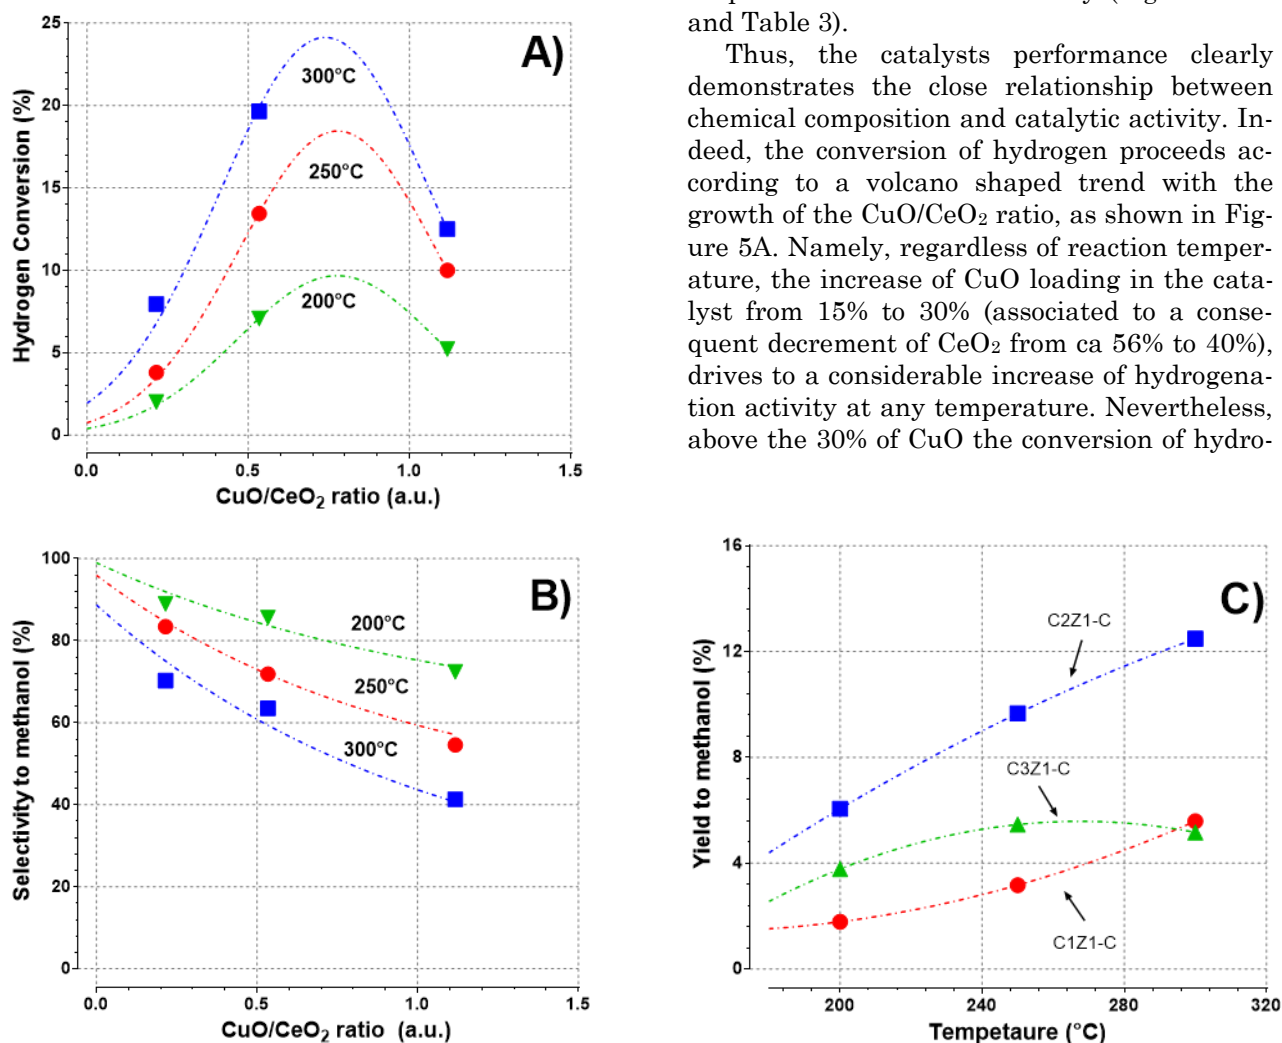 and Table 3).
Thus, the catalysts performance clearly
demonstrates the close relationship between
chemical composition and catalytic activity. In-
deed, the conversion of hydrogen proceeds ac-
cording to a volcano shaped trend with the
growth of the CuO/CeO₂ ratio, as shown in Fig-
ure 5A. Namely, regardless of reaction temper-
ature, the increase of CuO loading in the cata-
lyst from 15% to 30% (associated to a conse-
quent decrement of CeO₂ from ca 56% to 40%),
drives to a considerable increase of hydrogena-
tion activity at any temperature. Nevertheless,
above the 30% of CuO the conversion of hydro-
A)
Hydrogen Conversion (%)
25
20
15
10
5
0
300°C
250°C
200°C
0.0 0.5 1.0 1.5
CuO/CeO₂ ratio (a.u.)
B)
Selectivity to methanol (%)
100
80
60
40
20
0
200°C
250°C
300°C
0.0 0.5 1.0 1.5
CuO/CeO₂ ratio (a.u.)
C)
Yield to methanol (%)
16
12
8
4
0
C2Z1-C
C3Z1-C
C1Z1-C
200 240 280 320
Tempetaure (°C)